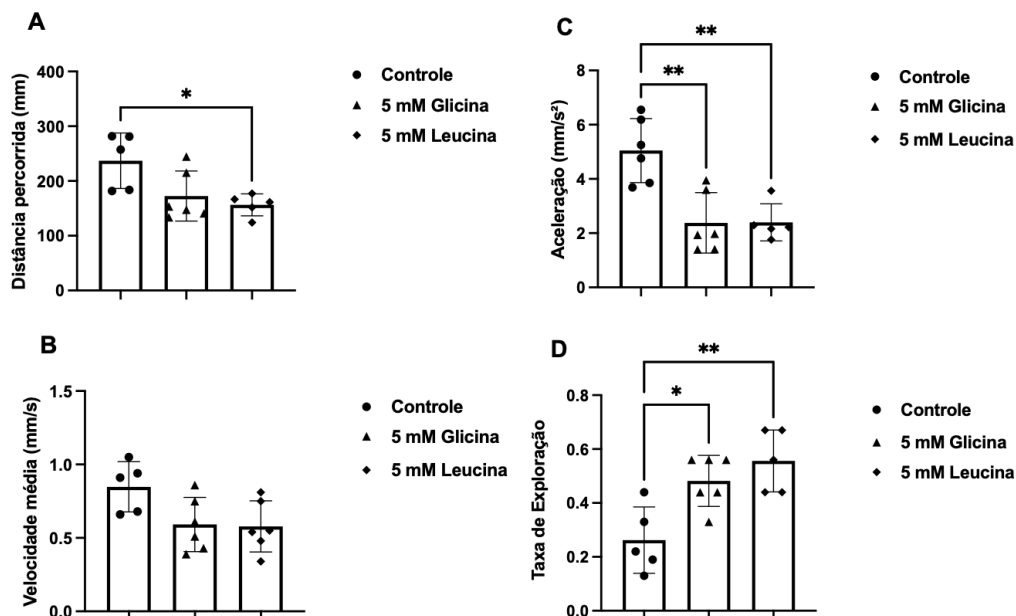 A
Distância percorrida (mm)
400
300
200
100
0
*
Controle
5 mM Glicina
5 mM Leucina
C
Aceleração (mm/s²)
8
6
4
2
0
**
**
Controle
5 mM Glicina
5 mM Leucina
B
Velocidade média (mm/s)
1.5
1.0
0.5
0.0
Controle
5 mM Glicina
5 mM Leucina
D
Taxa de Exploração
0.8
0.6
0.4
0.2
0.0
**
*
Controle
5 mM Glicina
5 mM Leucina